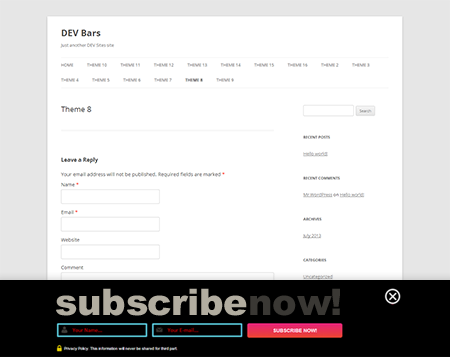 DEV Bars
Just another DEV Sites site
HOME THEME 10 THEME 11 THEME 12 THEME 13 THEME 14 THEME 15 THEME 16 THEME 2 THEME 3
THEME 4 THEME 5 THEME 6 THEME 7 THEME 8 THEME 9
Theme 8
Search
RECENT POSTS
Hello world!
Leave a Reply
Your email address will not be published. Required fields are marked *
Name *
RECENT COMMENTS
Mr WordPress on Hello world!
Email *
ARCHIVES
July 2013
Website
CATEGORIES
Comment
Uncategorized
subscribenow!
Your Name... Your E-mail... SUBSCRIBE NOW!
Privacy Policy: This information will never be shared for third part